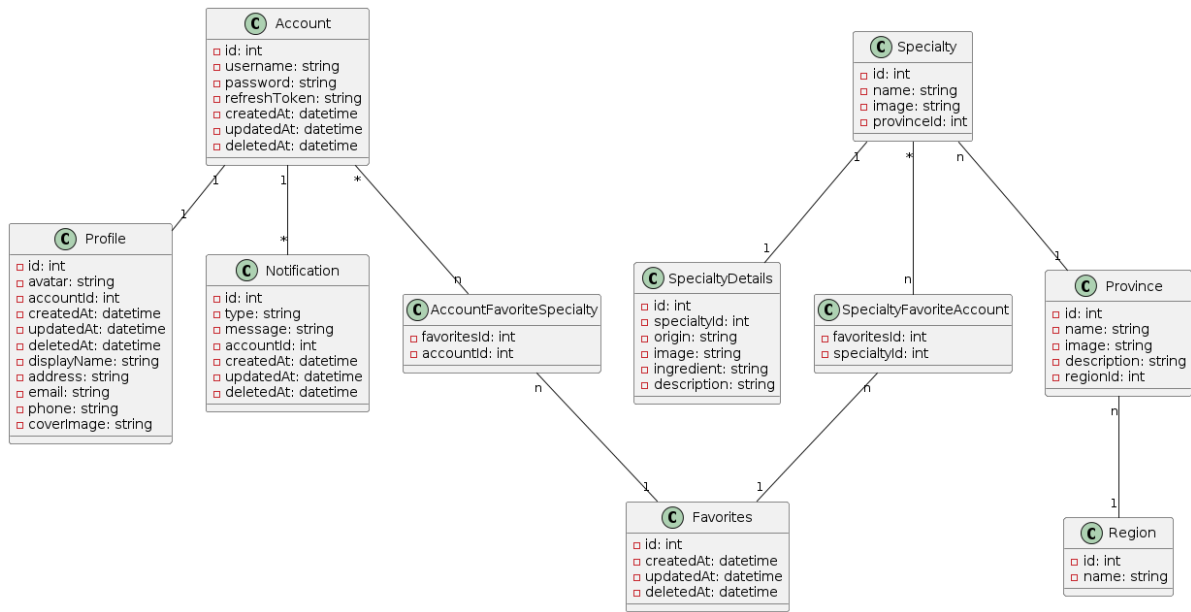 C Account
id: int
username: string
password: string
refreshToken: string
createdAt: datetime
updatedAt: datetime
deletedAt: datetime
C Specialty
id: int
name: string
image: string
provinceId: int
1
1
*
1
*
n
1
*
n
1
n
1
n
1
C Profile
id: int
avatar: string
accountId: int
createdAt: datetime
updatedAt: datetime
deletedAt: datetime
displayName: string
address: string
email: string
phone: string
coverImage: string
C Notification
id: int
type: string
message: string
accountId: int
createdAt: datetime
updatedAt: datetime
deletedAt: datetime
C AccountFavoriteSpecialty
favoritesId: int
accountId: int
C SpecialtyDetails
id: int
specialtyId: int
origin: string
image: string
ingredient: string
description: string
C SpecialtyFavoriteAccount
favoritesId: int
specialtyId: int
C Province
id: int
name: string
image: string
description: string
regionId: int
n
n
n
1
1
1
C Favorites
id: int
createdAt: datetime
updatedAt: datetime
deletedAt: datetime
C Region
id: int
name: string